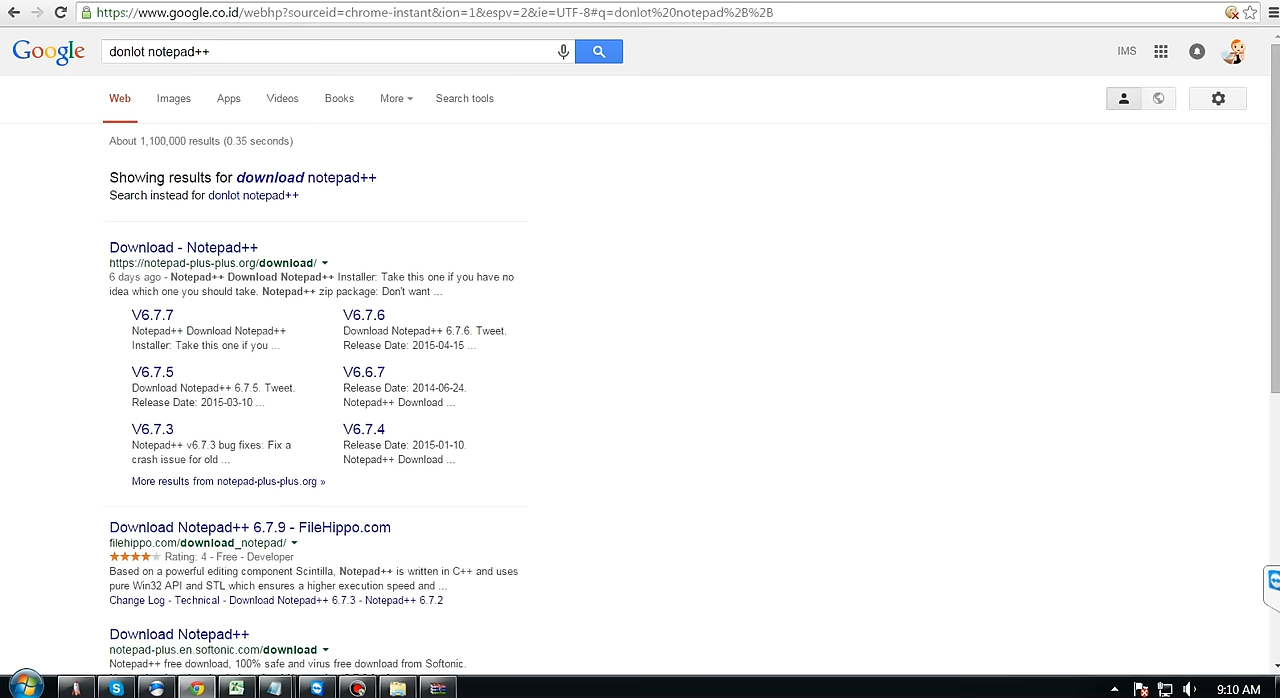 https://www.google.co.id/webhp?sourceid=chrome-instant&ion=1&espv=2&ie=UTF-8#q=donlot%20notepad%2B%2B
Google
donlot notepad++
IMS
Web Images Apps Videos Books More Search tools
About 1,100,000 results (0.35 seconds)
Showing results for download notepad++
Search instead for donlot notepad++
Download - Notepad++
https://notepad-plus-plus.org/download/
6 days ago - Notepad++ Download Notepad++ Installer: Take this one if you have no
idea which one you should take. Notepad++ zip package: Don't want ...
V6.7.7
Notepad++ Download Notepad++
Installer: Take this one if you ...
V6.7.6
Download Notepad++ 6.7.6. Tweet.
Release Date: 2015-04-15 ...
V6.7.5
Download Notepad++ 6.7.5. Tweet.
Release Date: 2015-03-10 ...
V6.6.7
Release Date: 2014-06-24.
Notepad++ Download ...
V6.7.3
Notepad++ v6.7.3 bug fixes: Fix a
crash issue for old ...
V6.7.4
Release Date: 2015-01-10.
Notepad++ Download ...
More results from notepad-plus-plus.org »
Download Notepad++ 6.7.9 - FileHippo.com
filehippo.com/download_notepad/
Rating: 4 - Free - Developer
Based on a powerful editing component Scintilla, Notepad++ is written in C++ and uses
pure Win32 API and STL which ensures a higher execution speed and ...
Change Log - Technical - Download Notepad++ 6.7.3 - Notepad++ 6.7.2
Download Notepad++
notepad-plus.en.softonic.com/download
Notepad++ free download, 100% safe and virus free download from Softonic.
9:10 AM